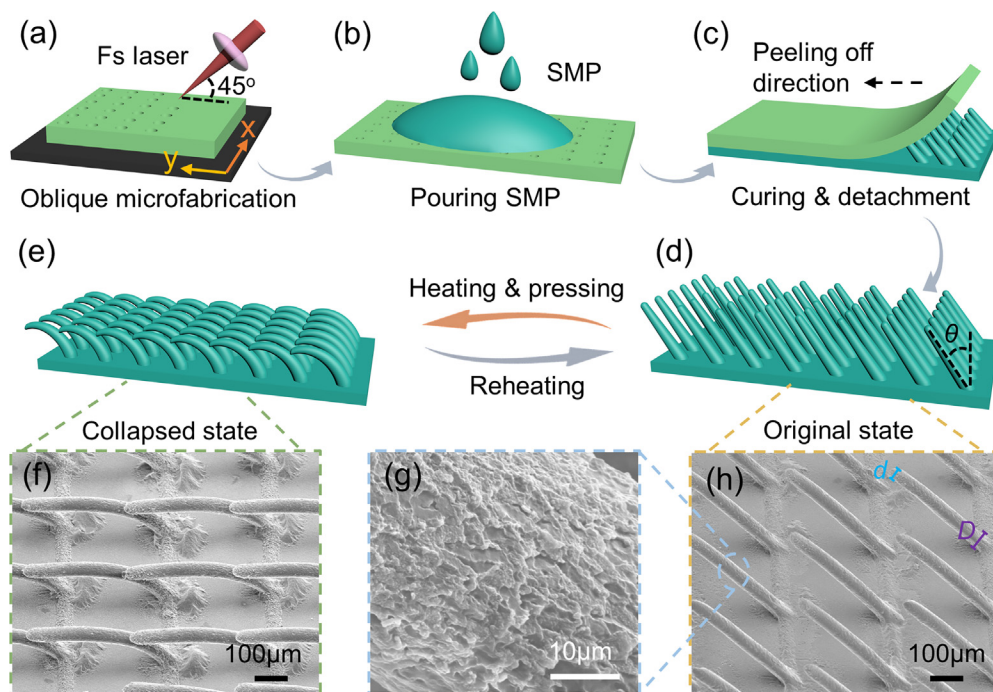 (a)
Fs laser
45°
x
y
Oblique microfabrication
(b)
SMP
Pouring SMP
(c)
Peeling off
direction
Curing & detachment
(e)
Heating & pressing
Reheating
(d)
θ
Collapsed state
Original state
(f)
100μm
(g)
10μm
(h)
d
D
100μm